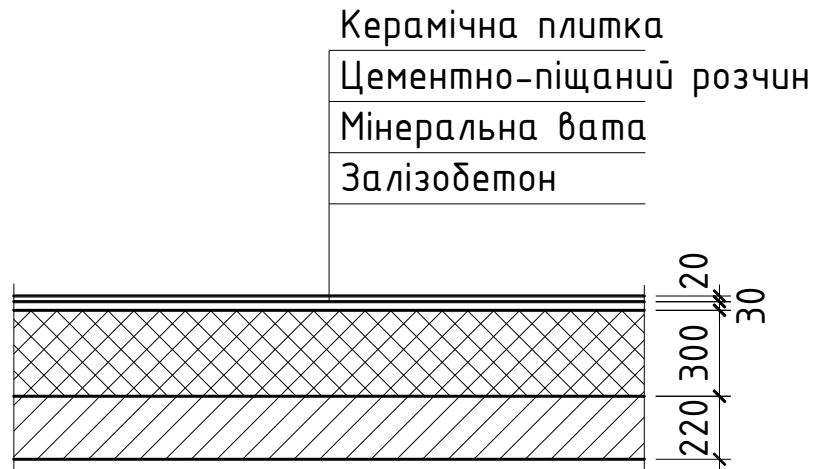 Керамічна плитка
Цементно-піщаний розчин
Мінеральна вата
Залізобетон
20
30
300
220